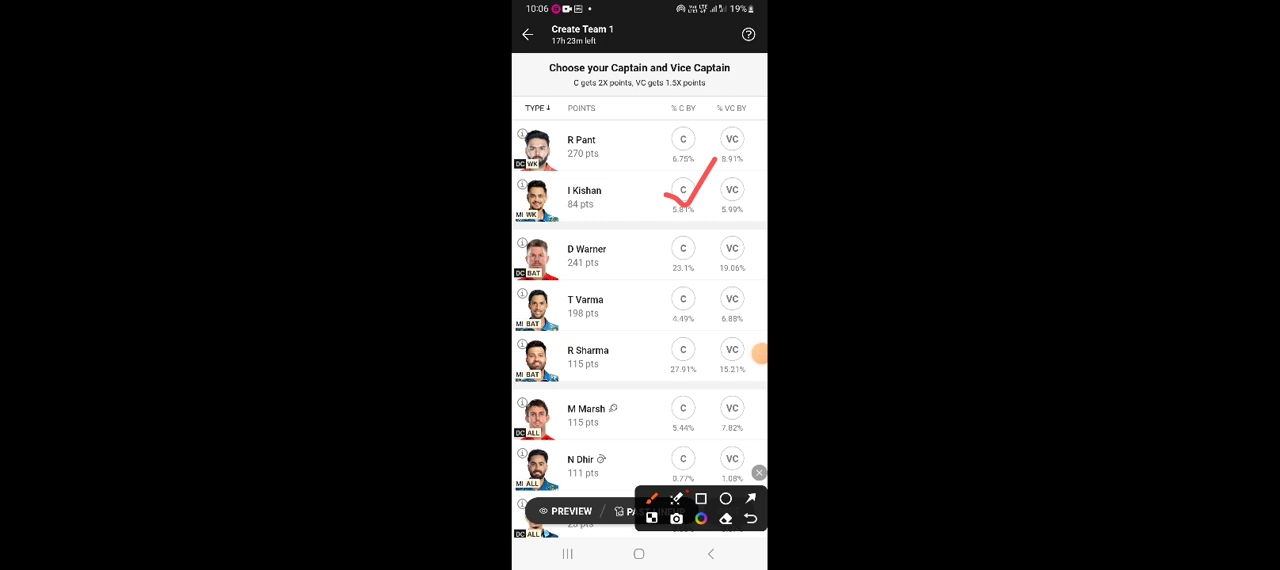 10:06 19%
Create Team 1
17h 23m left
Choose your Captain and Vice Captain
C gets 2X points, VC gets 1.5X points
TYPE ↓ POINTS % C BY % VC BY
R Pant C VC
270 pts 6.75% 8.91%
DC WK
I Kishan C VC
84 pts 5.81% 5.99%
MI WK
D Warner C VC
241 pts 23.1% 19.06%
DC BAT
T Varma C VC
198 pts 4.49% 6.88%
MI BAT
R Sharma C VC
115 pts 27.91% 15.21%
MI BAT
M Marsh C VC
115 pts 5.44% 7.82%
DC ALL
N Dhir C VC
111 pts 0.77% 1.08%
MI ALL
PREVIEW / PAST LINEUP
DC ALL